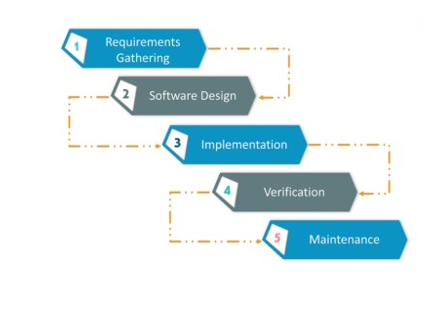 1
Requirements
Gathering
2
Software Design
3
Implementation
4
Verification
5
Maintenance